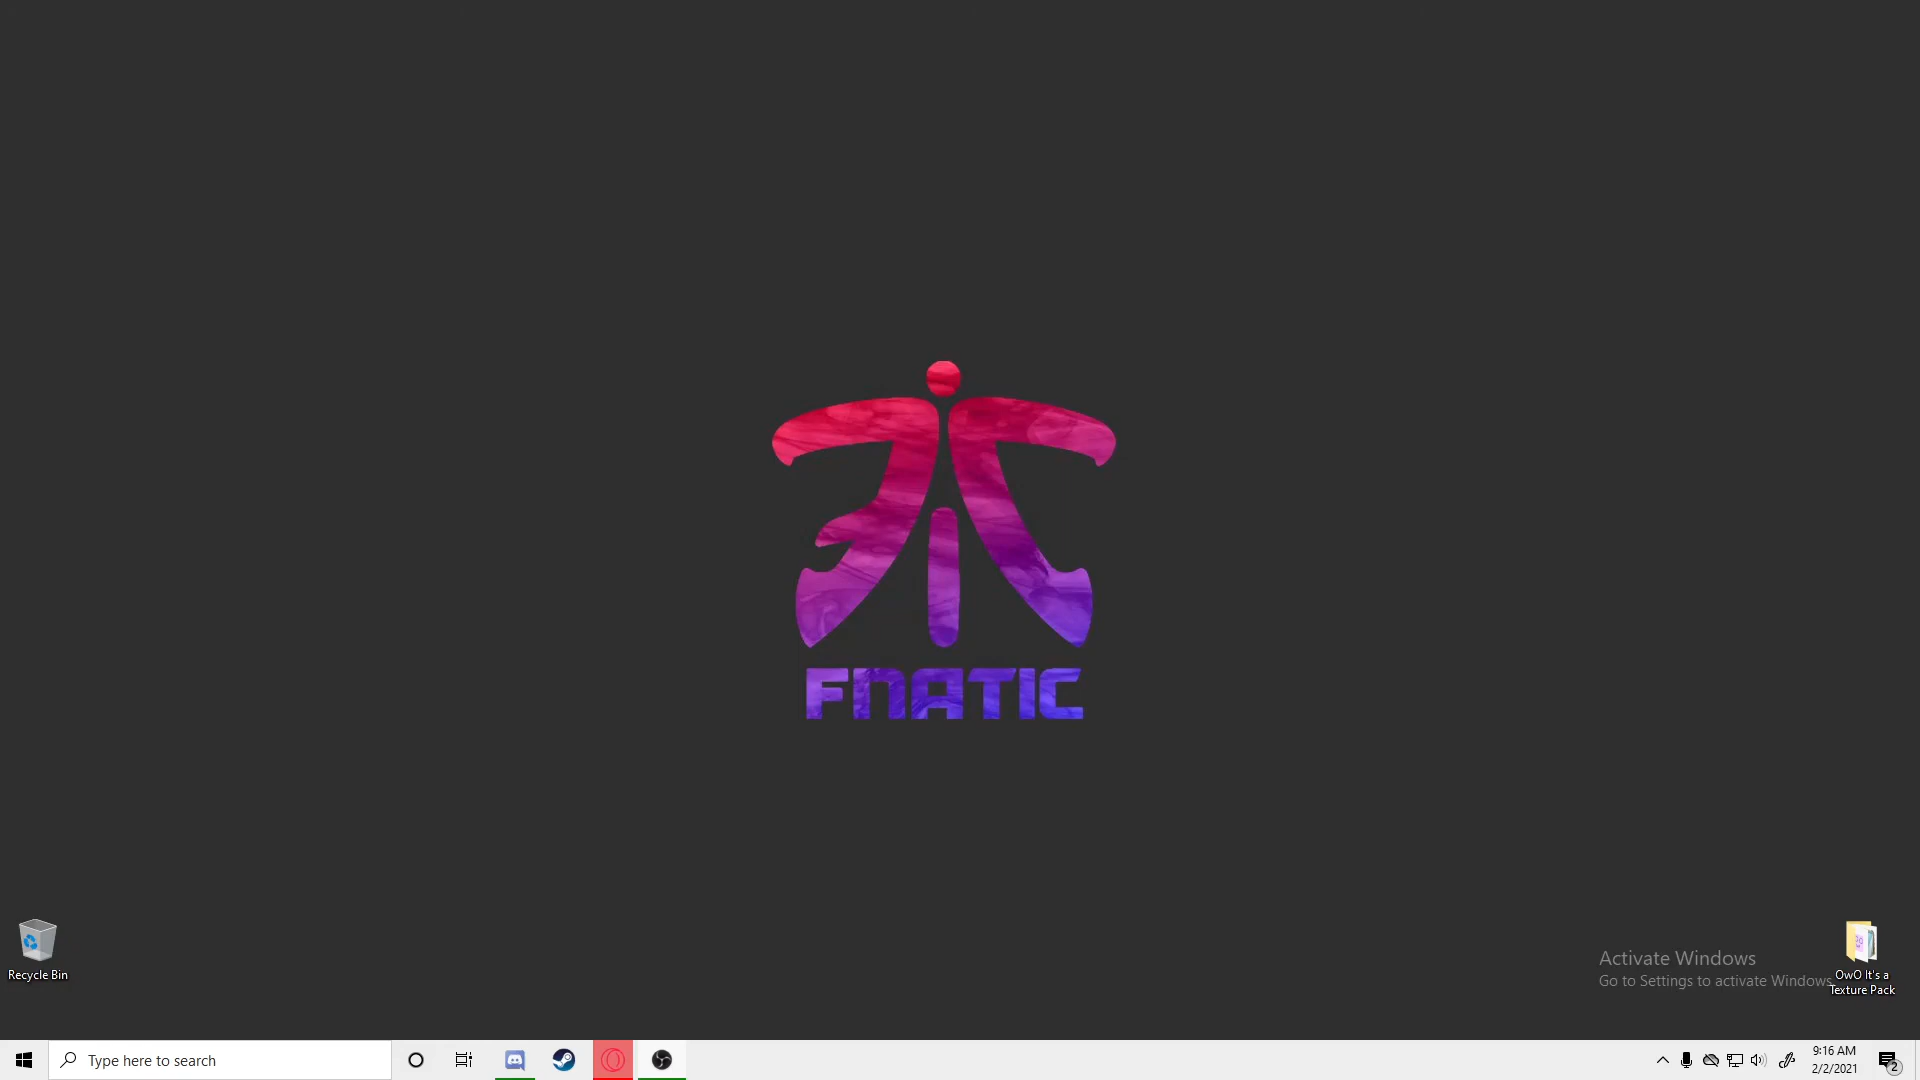 FNATIC
Recycle Bin
Activate Windows
Go to Settings to activate Windows.
OwO It's a
Texture Pack
Type here to search
9:16 AM
2/2/2021
2